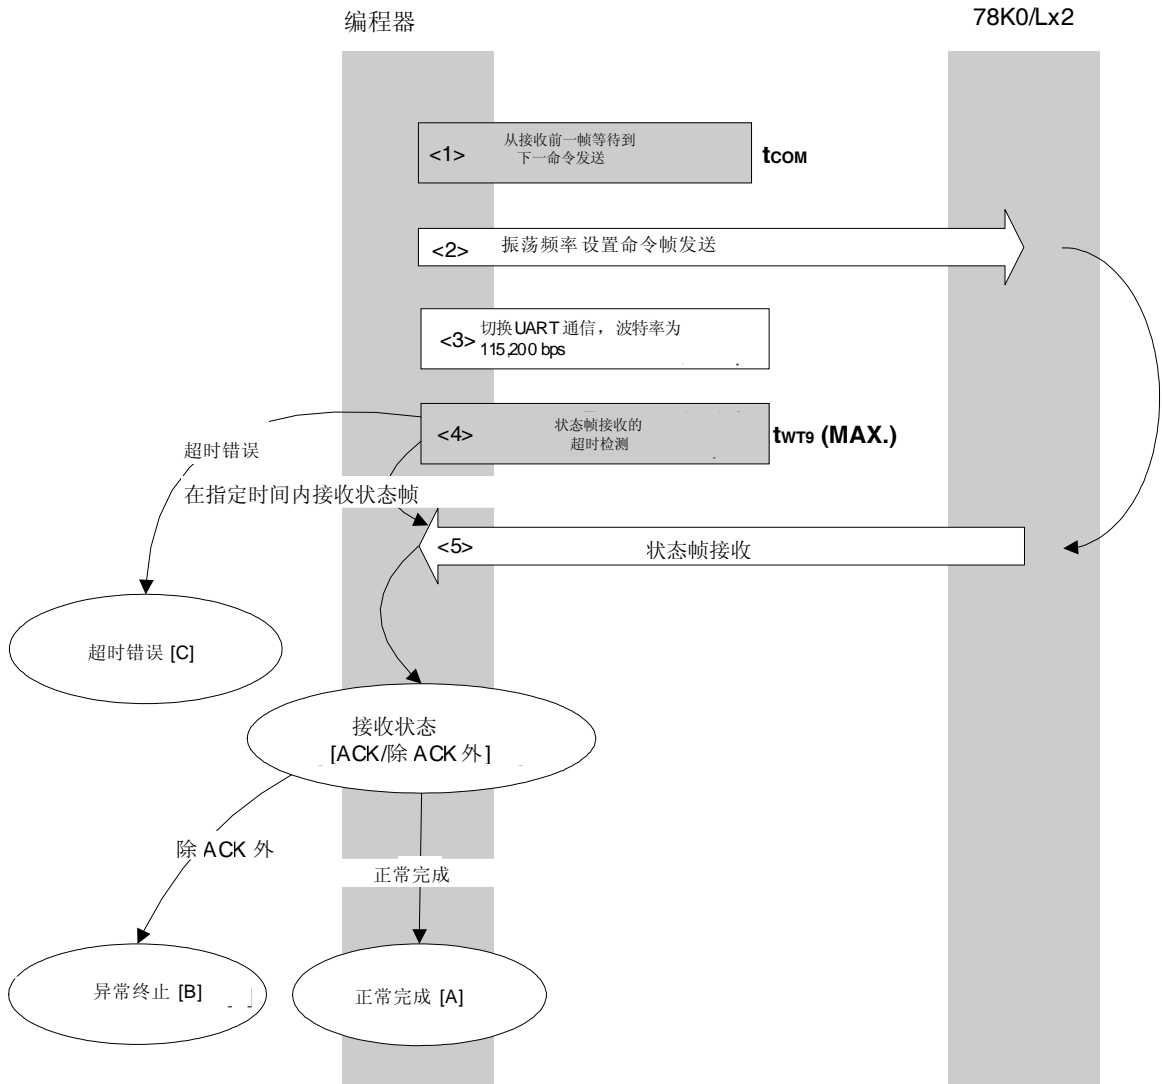 编程器
78K0/Lx2
<1> 从接收前一帧等待到
下一命令发送
tCOM
<2> 振荡频率 设置命令帧发送
<3> 切换UART 通信， 波特率为
115,200 bps
<4> 状态帧接收的
超时检测
tWT9 (MAX.)
超时错误
在指定时间内接收状态帧
<5> 状态帧接收
超时错误 [C]
接收状态
[ACK/除 ACK 外]
除 ACK 外
正常完成
异常终止 [B]
正常完成 [A]